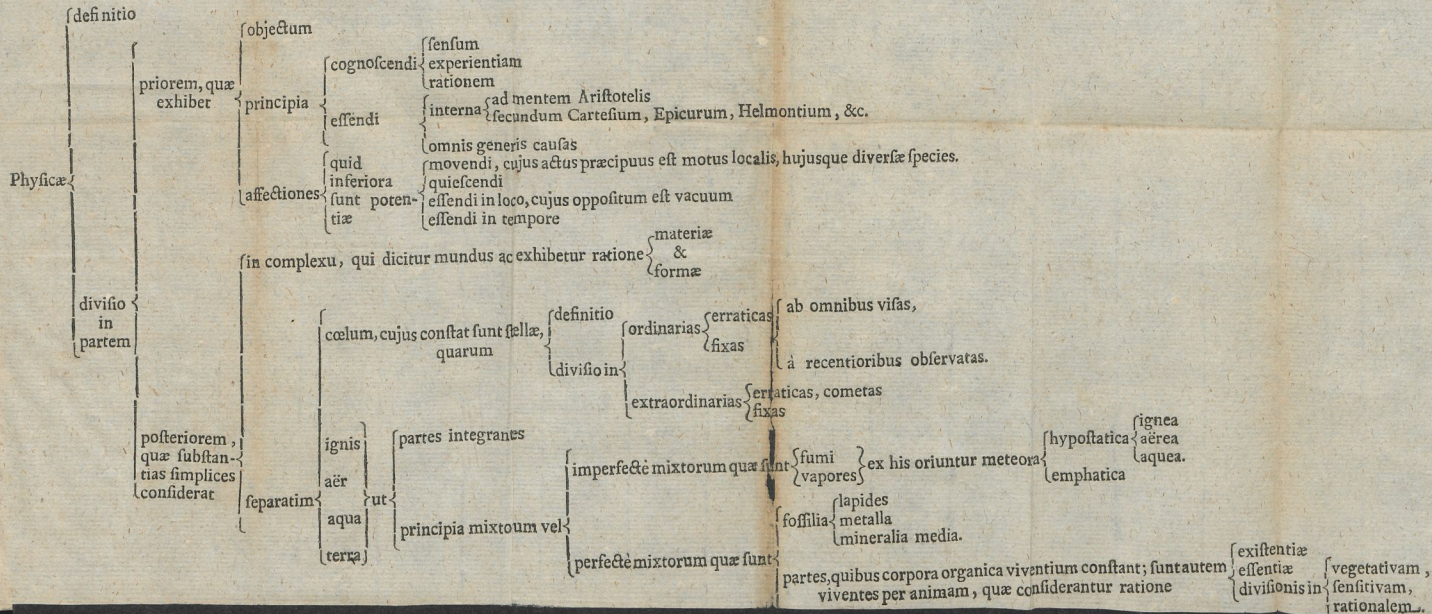 Phyſicæ
definitio
diviſio
in
partem
priorem, quæ
exhibet
objectum
principia
cognoſcendi
ſenſum
experientiam
rationem
eſſendi
interna
ad mentem Ariſtotelis
ſecundum Carteſium, Epicurum, Helmontium, &c.
omnis generis cauſas
affectiones
quid
inferiora
ſunt poten-
tiæ
movendi, cujus actus præcipuus eſt motus localis, hujusque diverſæ ſpecies.
quieſcendi
eſſendi in loco, cujus oppoſitum eſt vacuum
eſſendi in tempore
poſteriorem,
quæ ſubſtan-
tias ſimplices
conſiderat
in complexu, qui dicitur mundus ac exhibetur ratione
materiæ
&
formæ
ſeparatim
cœlum, cujus conſtat ſunt ſtellæ,
quarum
definitio
diviſio in
ordinarias
erraticas
fixas
ab omnibus viſas,
à recentioribus obſervatas.
extraordinarias
erraticas, cometas
fixas
ignis
aër
aqua
terra
ut
partes integrantes
principia mixtoum vel
imperfectè mixtorum quæ ſunt
fumi
vapores
ex his oriuntur meteora
hypoſtatica
ignea
aërea
aquea.
emphatica
perfectè mixtorum quæ ſunt
foſſilia
lapides
metalla
mineralia media.
partes, quibus corpora organica viventium conſtant; ſunt autem
viventes per animam, quæ conſiderantur ratione
exiſtentiæ
eſſentiæ
diviſionis in
vegetativam,
ſenſitivam,
rationalem.